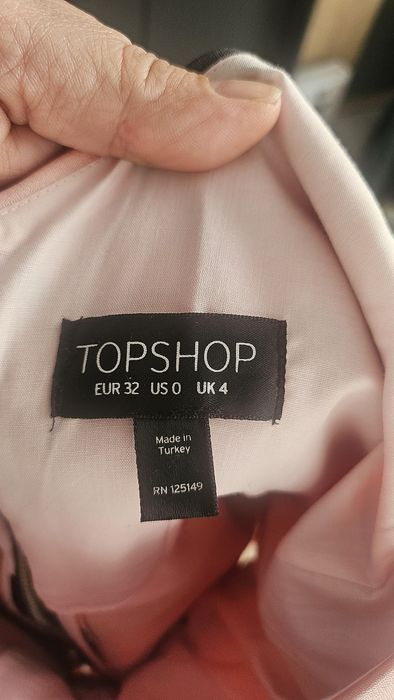 TOPSHOP
EUR 32 US 0 UK 4
Made in
Turkey
RN 125149